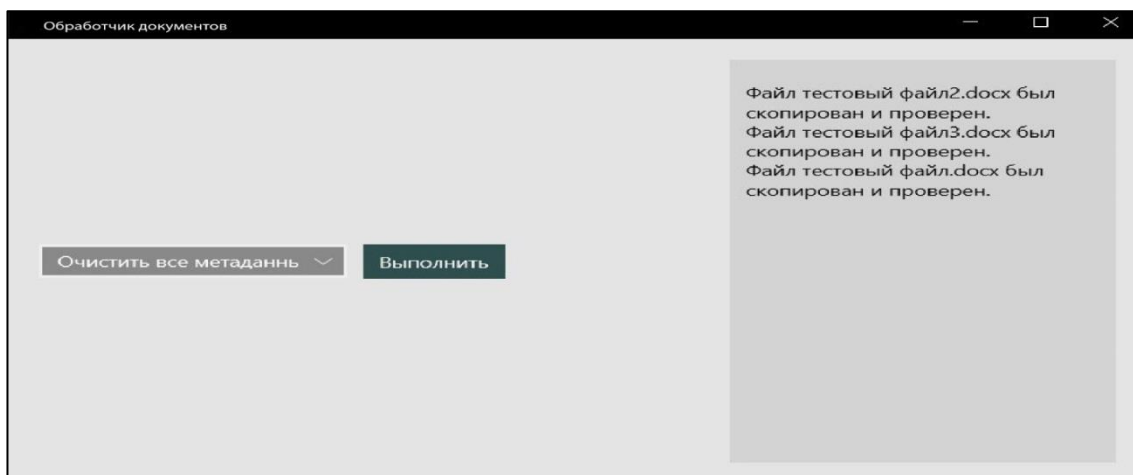 Обработчик документов
Файл тестовый файл2.docx был
скопирован и проверен.
Файл тестовый файл3.docx был
скопирован и проверен.
Файл тестовый файл.docx был
скопирован и проверен.
Очистить все метаданнь
Выполнить